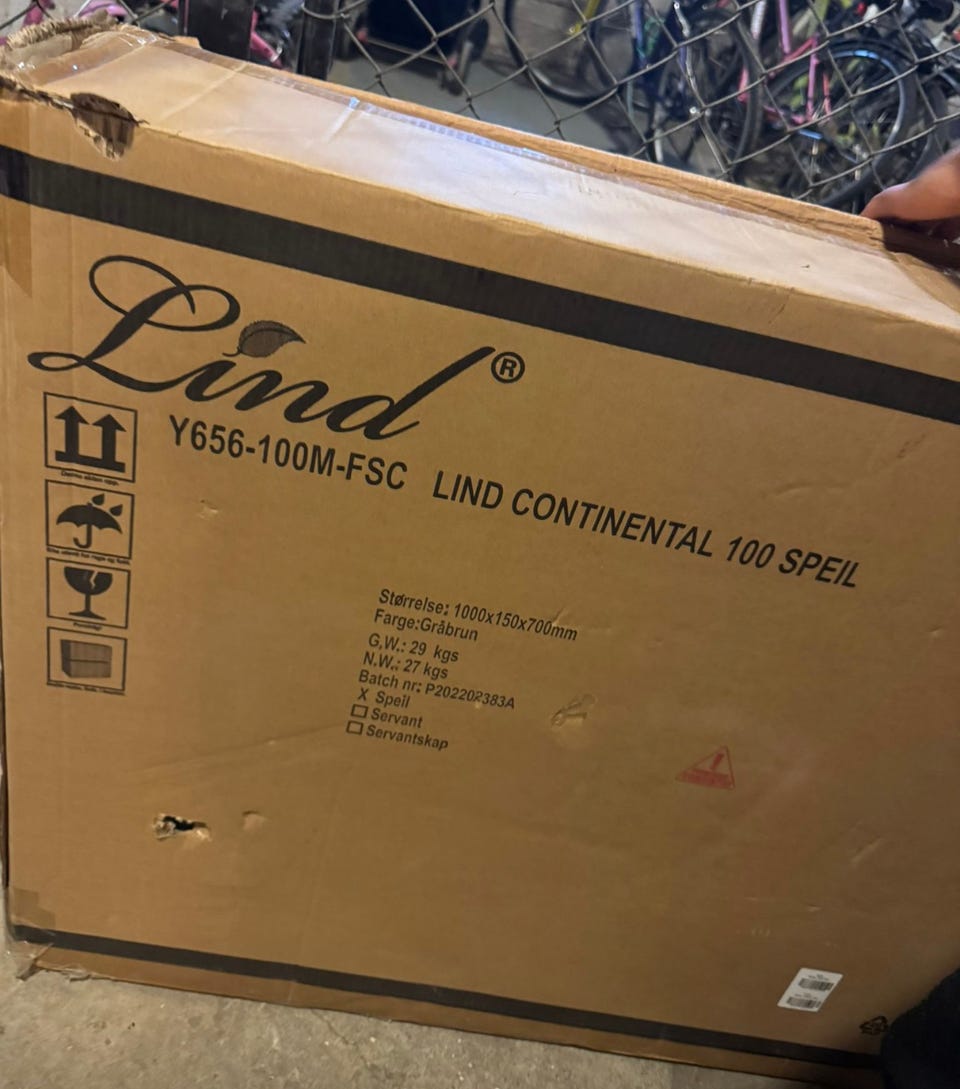 Lind®
Y656-100M-FSC LIND CONTINENTAL 100 SPEIL
Størrelse: 1000x150x700mm
Farge:Gråbrun
G.W.: 29 kgs
N.W.: 27 kgs
Batch nr: P202202383A
X Speil
Servant
Servantskap